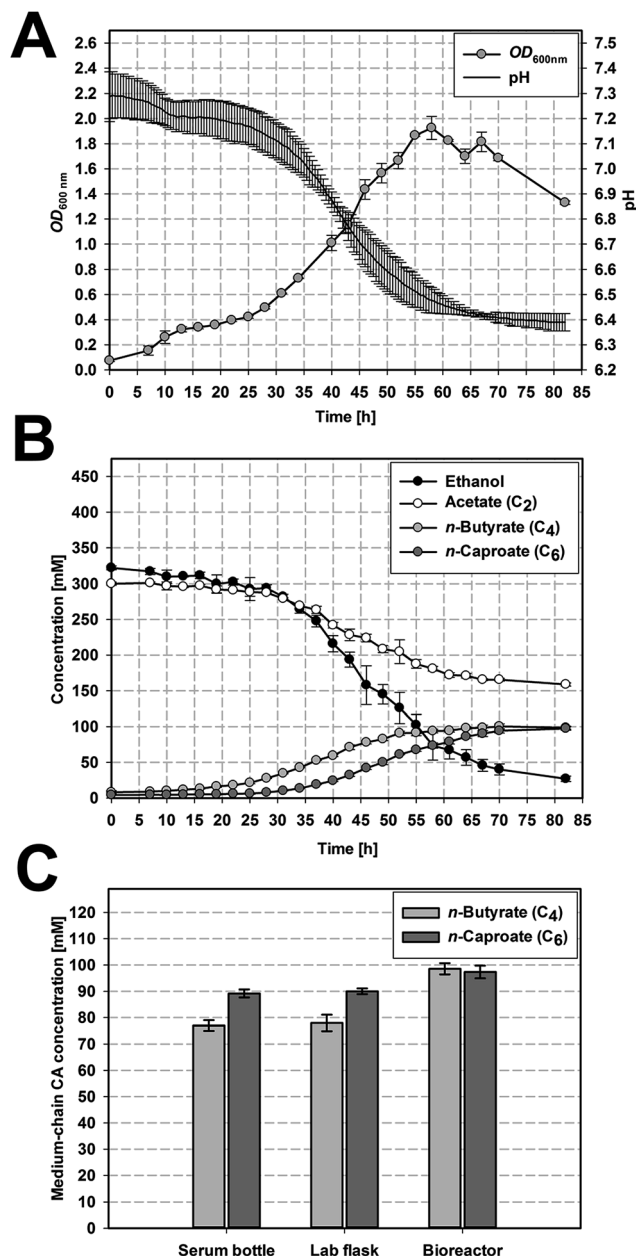 A
OD600nm
pH
2.6
2.4
2.2
2.0
1.8
1.6
1.4
1.2
1.0
0.8
0.6
0.4
0.2
0.0
OD600 nm
7.5
7.4
7.3
7.2
7.1
7.0
6.9
6.8
6.7
6.6
6.5
6.4
6.3
6.2
pH
0 5 10 15 20 25 30 35 40 45 50 55 60 65 70 75 80 85
Time [h]
B
Ethanol
Acetate (C2)
n-Butyrate (C4)
n-Caproate (C6)
450
400
350
300
250
200
150
100
50
0
Concentration [mM]
0 5 10 15 20 25 30 35 40 45 50 55 60 65 70 75 80 85
Time [h]
C
n-Butyrate (C4)
n-Caproate (C6)
120
110
100
90
80
70
60
50
40
30
20
10
0
Medium-chain CA concentration [mM]
Serum bottle Lab flask Bioreactor